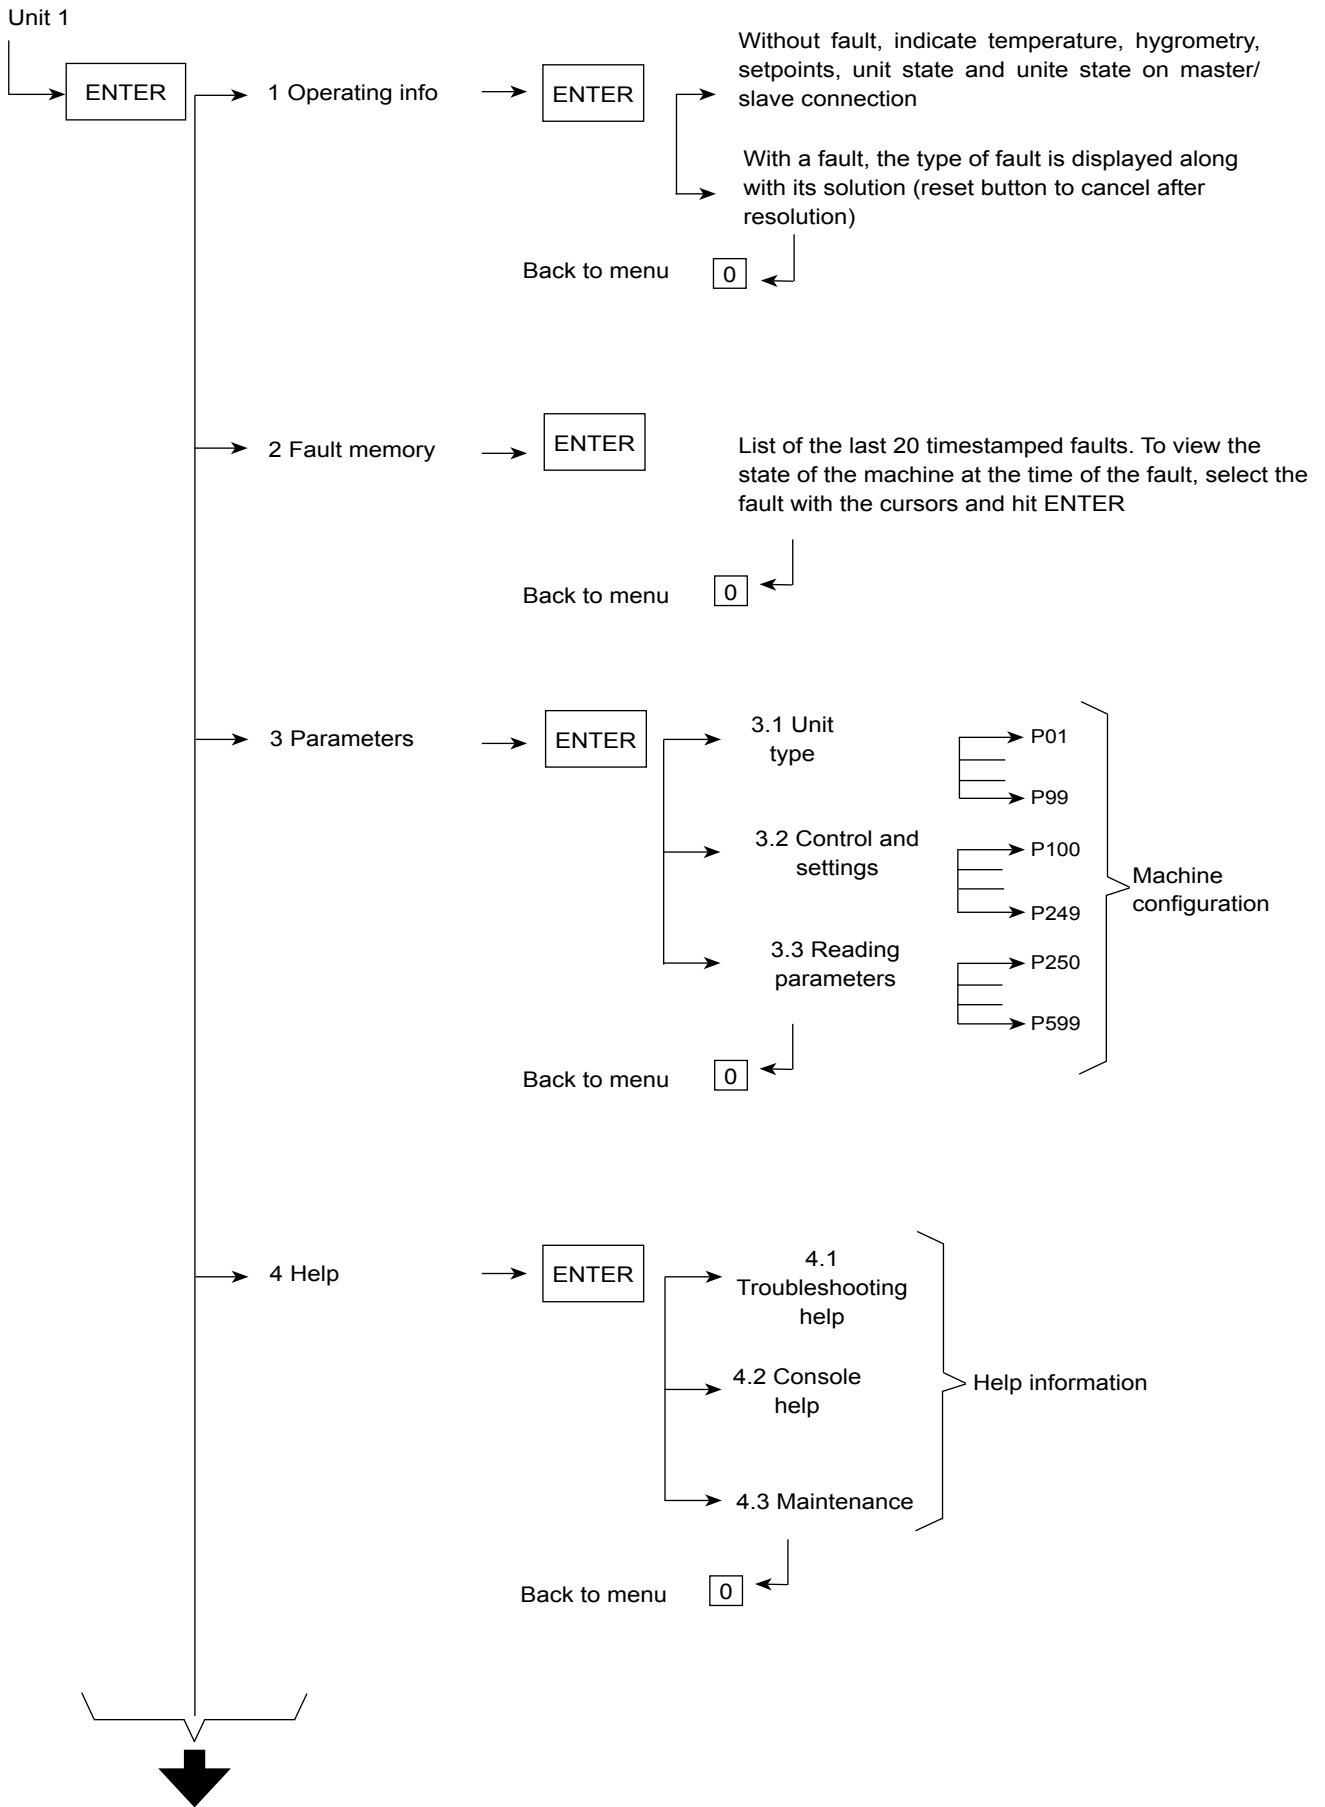 Unit 1
ENTER
1 Operating info
ENTER
Without fault, indicate temperature, hygrometry,
setpoints, unit state and unite state on master/
slave connection
With a fault, the type of fault is displayed along
with its solution (reset button to cancel after
resolution)
Back to menu
0
2 Fault memory
ENTER
List of the last 20 timestamped faults. To view the
state of the machine at the time of the fault, select the
fault with the cursors and hit ENTER
Back to menu
0
3 Parameters
ENTER
3.1 Unit
type
P01
P99
3.2 Control and
settings
P100
P249
3.3 Reading
parameters
P250
P599
Machine
configuration
Back to menu
0
4 Help
ENTER
4.1
Troubleshooting
help
4.2 Console
help
4.3 Maintenance
Help information
Back to menu
0